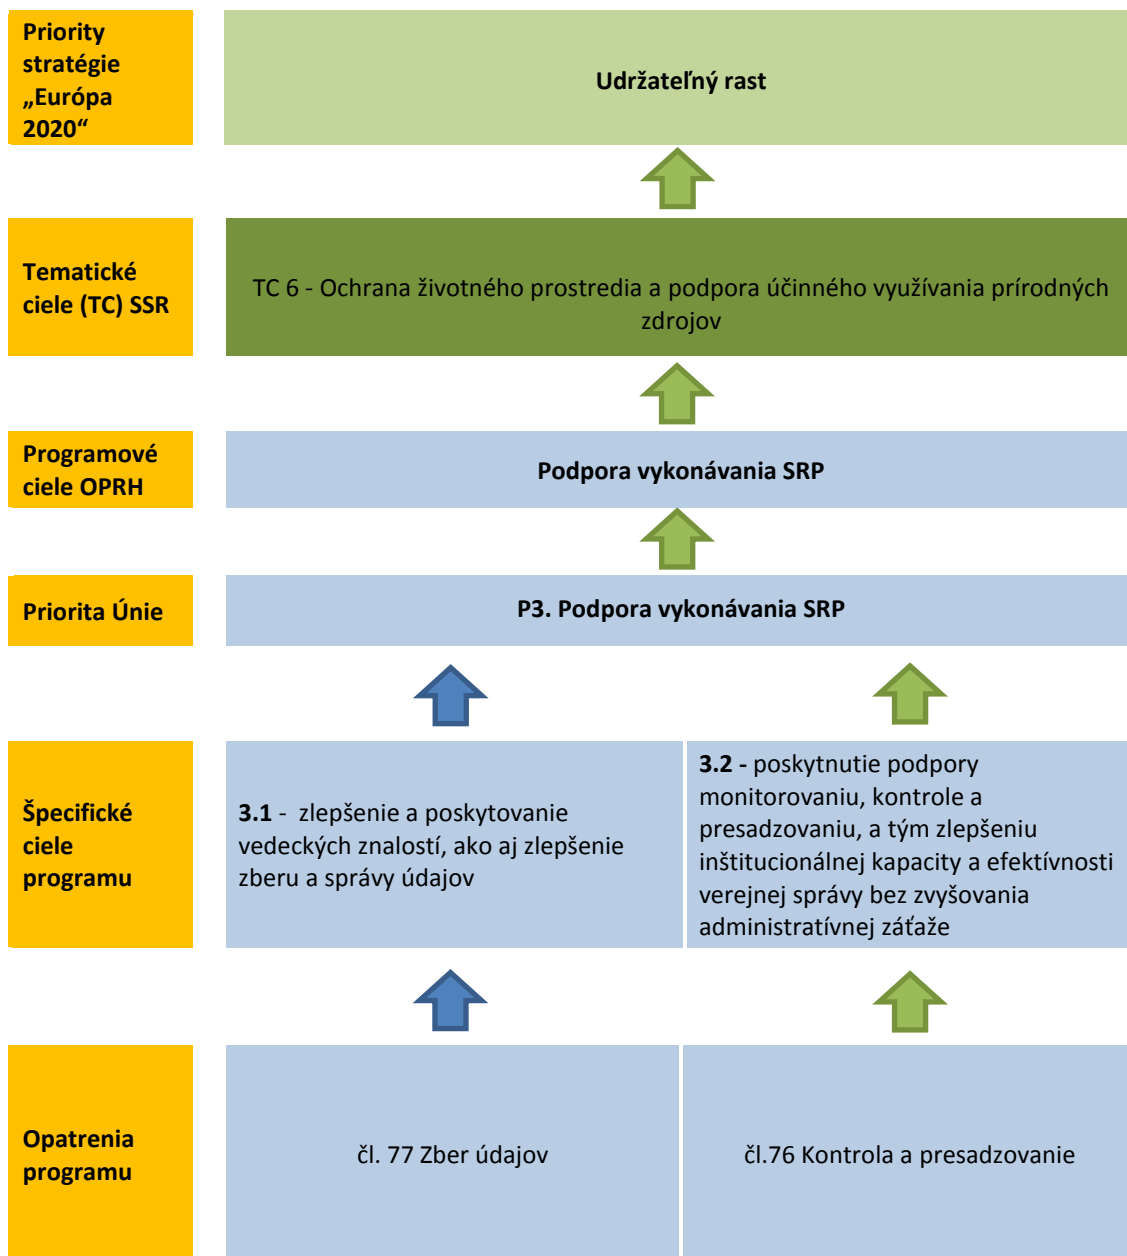 Priority
stratégie
„Európa
2020“
Udržateľný rast
Tematické
ciele (TC) SSR
TC 6 - Ochrana životného prostredia a podpora účinného využívania prírodných
zdrojov
Programové
ciele OPRH
Podpora vykonávania SRP
Priorita Únie
P3. Podpora vykonávania SRP
Špecifické
ciele
programu
3.1 - zlepšenie a poskytovanie
vedeckých znalostí, ako aj zlepšenie
zberu a správy údajov
3.2 - poskytnutie podpory
monitorovaniu, kontrole a
presadzovaniu, a tým zlepšeniu
inštitucionálnej kapacity a efektívnosti
verejnej správy bez zvyšovania
administratívnej záťaže
Opatrenia
programu
čl. 77 Zber údajov
čl.76 Kontrola a presadzovanie